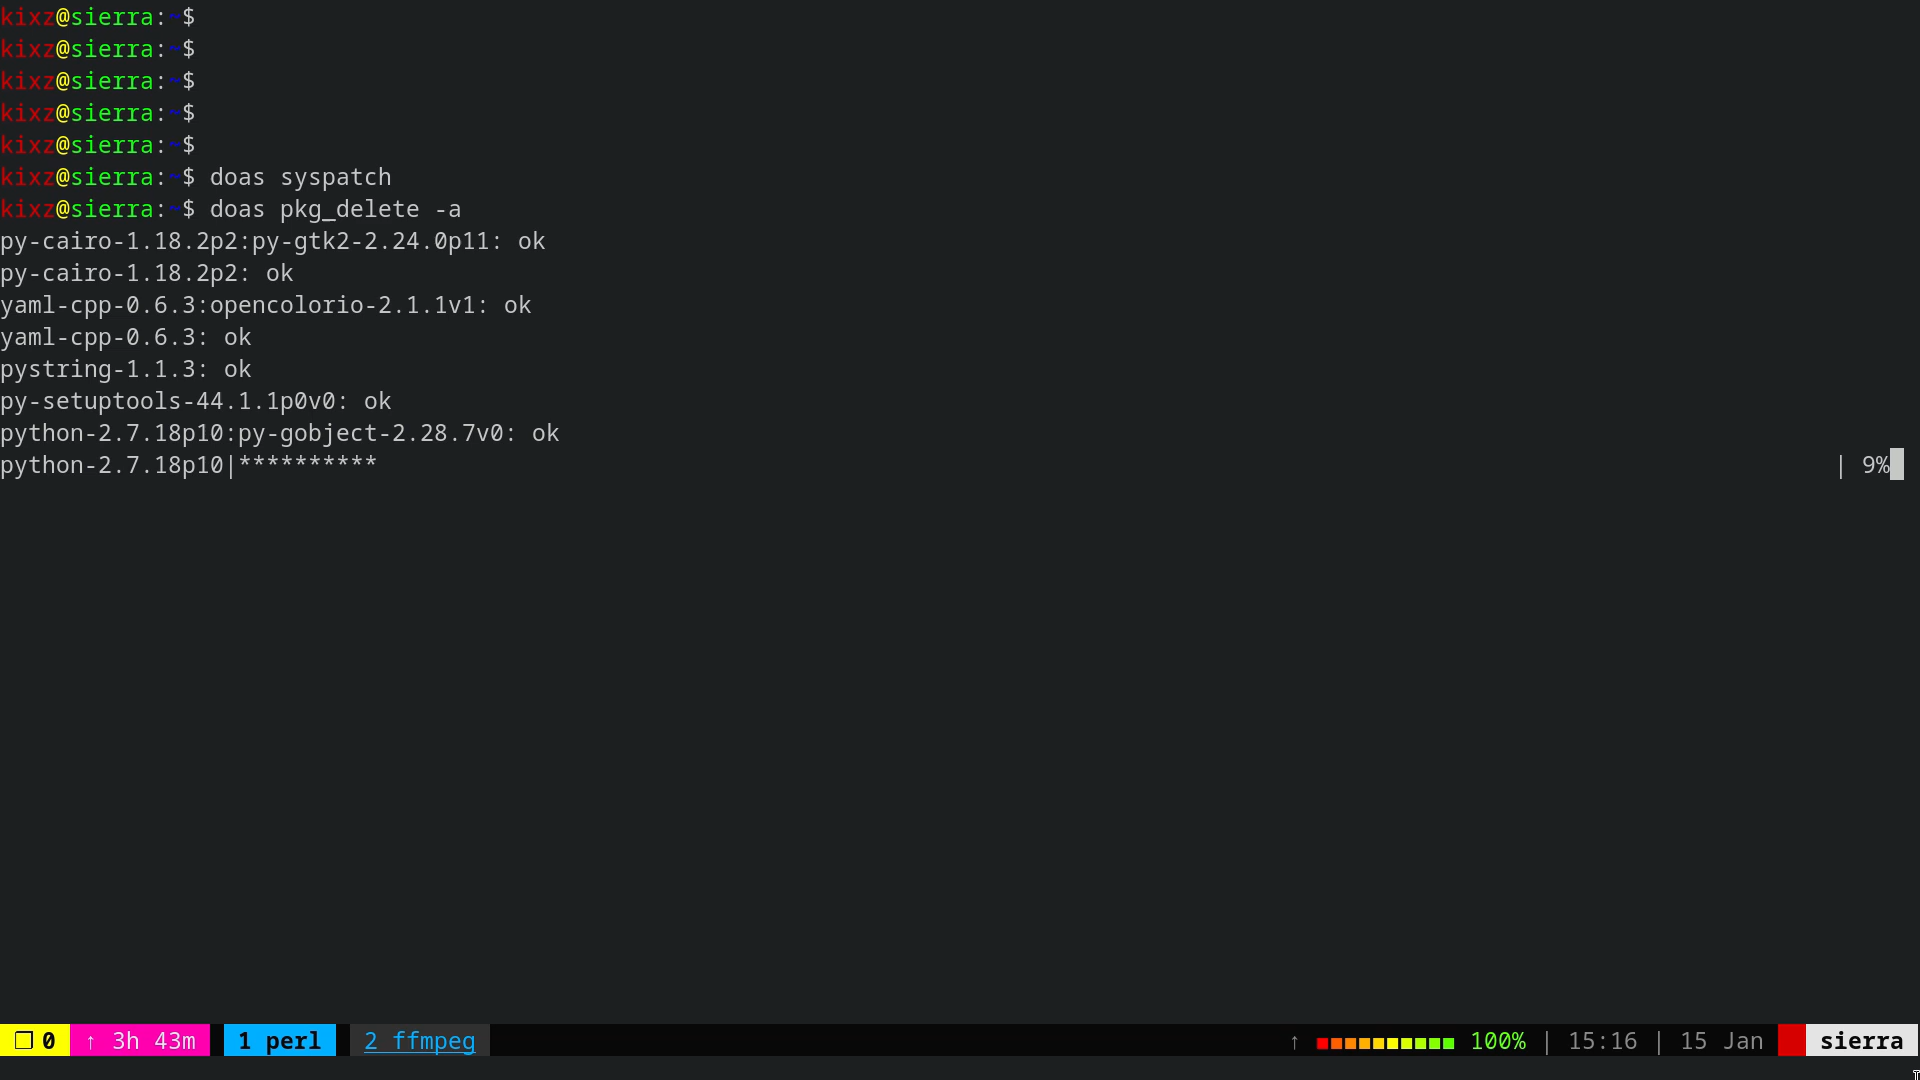 kixz@sierra:~$
kixz@sierra:~$
kixz@sierra:~$
kixz@sierra:~$
kixz@sierra:~$
kixz@sierra:~$ doas syspatch
kixz@sierra:~$ doas pkg_delete -a
py-cairo-1.18.2p2:py-gtk2-2.24.0p11: ok
py-cairo-1.18.2p2: ok
yaml-cpp-0.6.3:opencolorio-2.1.1v1: ok
yaml-cpp-0.6.3: ok
pystring-1.1.3: ok
py-setuptools-44.1.1p0v0: ok
python-2.7.18p10:py-gobject-2.28.7v0: ok
python-2.7.18p10|********** | 9%
❐ 0 ↑ 3h 43m 1 perl 2 ffmpeg ↑ 100% | 15:16 | 15 Jan sierra